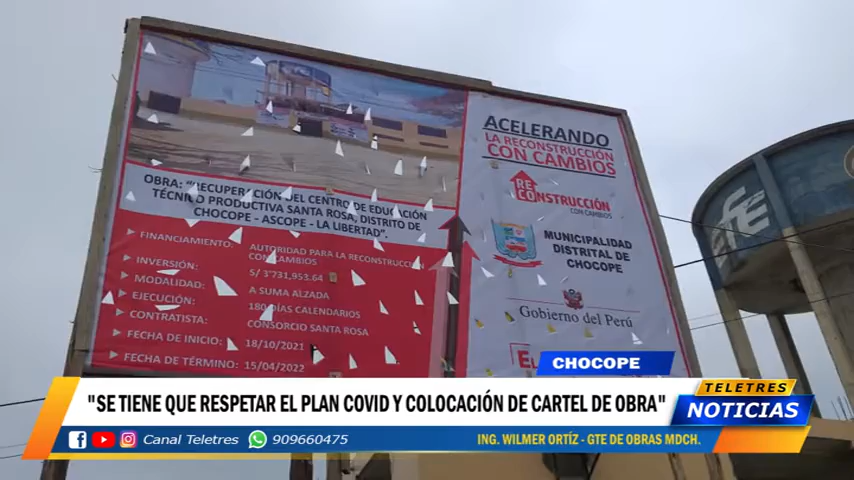 ACELERANDO
LA RECONSTRUCCIÓN
CON CAMBIOS
RE
CONSTRUCCIÓN
CON CAMBIOS
MUNICIPALIDAD
DISTRITAL DE
CHOCOPE
Gobierno del Perú
OBRA: "RECUPERACIÓN DEL CENTRO DE EDUCACIÓN
TÉCNICO PRODUCTIVA SANTA ROSA, DISTRITO DE
CHOCOPE - ASCOPE - LA LIBERTAD".
FINANCIAMIENTO: AUTORIDAD PARA LA RECONSTRUCCIÓN
CON CAMBIOS
INVERSIÓN: S/ 3'731,953.64
MODALIDAD: A SUMA ALZADA
EJECUCIÓN: 180 DÍAS CALENDARIOS
CONTRATISTA: CONSORCIO SANTA ROSA
FECHA DE INICIO: 18/10/2021
FECHA DE TÉRMINO: 15/04/2022
efe
CHOCOPE
"SE TIENE QUE RESPETAR EL PLAN COVID Y COLOCACIÓN DE CARTEL DE OBRA"
TELETRES
NOTICIAS
Canal Teletres 909660475
ING. WILMER ORTÍZ - GTE DE OBRAS MDCH.